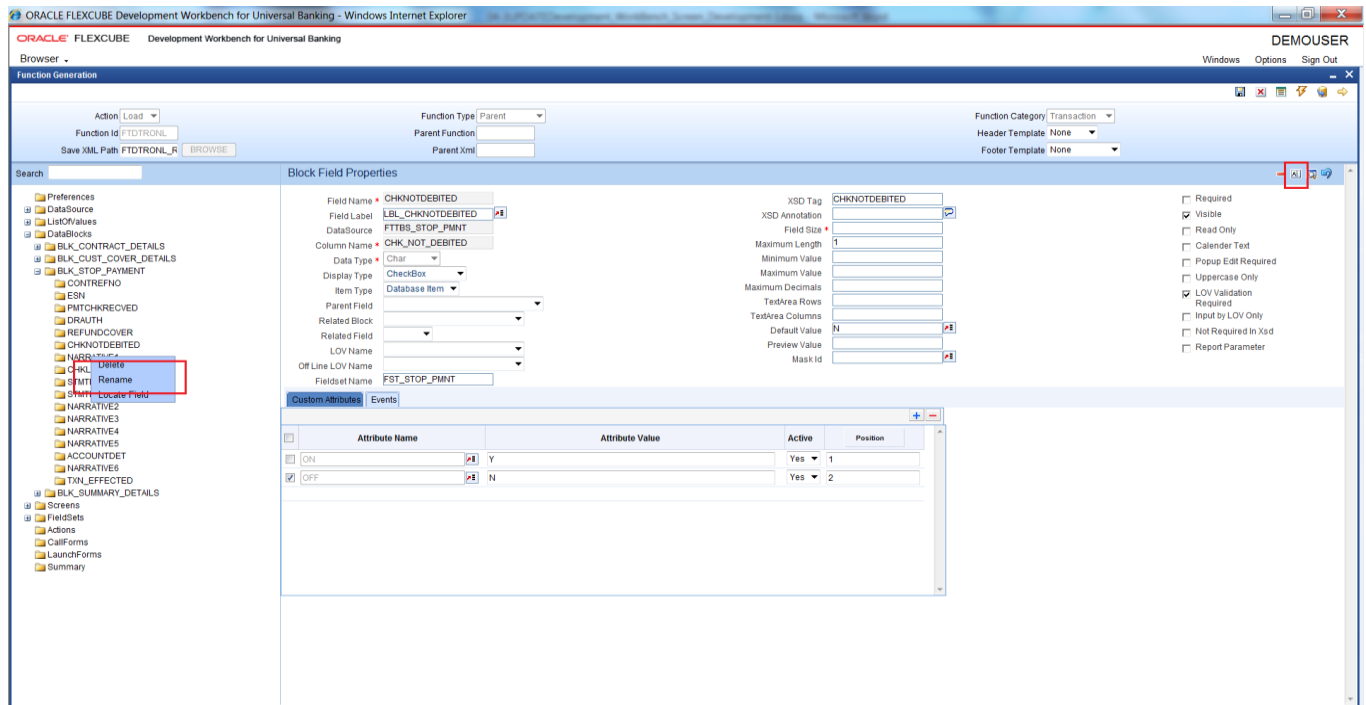 ORACLE FLEXCUBE Development Workbench for Universal Banking - Windows Internet Explorer
ORACLE FLEXCUBE Development Workbench for Universal Banking
DEMOUSER
Browser
Windows Options Sign Out
Function Generation
Action Load
Function Type Parent
Function Category Transaction
Function Id FTDTRONL
Parent Function
Header Template None
Save XML Path FTDTRONL_R BROWSE
Parent Xml
Footer Template None
Search
Preferences
DataSource
ListOfValues
DataBlocks
BLK_CONTRACT_DETAILS
BLK_CUST_COVER_DETAILS
BLK_STOP_PAYMENT
CONTREFNO
ESN
PMTCHKRECVED
DRAUTH
REFUNDCOVER
CHKNOTDEBITED
Delete
Rename
Locate Field
NARRATIVE2
NARRATIVE3
NARRATIVE4
NARRATIVE5
ACCOUNTDET
NARRATIVE6
TXN_EFFECTED
BLK_SUMMARY_DETAILS
Screens
FieldSets
Actions
CallForms
LaunchForms
Summary
Block Field Properties
Field Name * CHKNOTDEBITED
Field Label LBL_CHKNOTDEBITED
DataSource FTTBS_STOP_PMNT
Column Name * CHK_NOT_DEBITED
Data Type * Char
Display Type CheckBox
Item Type Database Item
Parent Field
Related Block
Related Field
LOV Name
Off Line LOV Name
Fieldset Name FST_STOP_PMNT
XSD Tag CHKNOTDEBITED
XSD Annotation
Field Size *
Maximum Length 1
Minimum Value
Maximum Value
Maximum Decimals
TextArea Rows
TextArea Columns
Default Value N
Preview Value
Mask Id
Required
Visible
Read Only
Calender Text
Popup Edit Required
Uppercase Only
LOV Validation
Required
Input by LOV Only
Not Required In Xsd
Report Parameter
Custom Attributes Events
Attribute Name Attribute Value Active Position
ON Y Yes 1
OFF N Yes 2